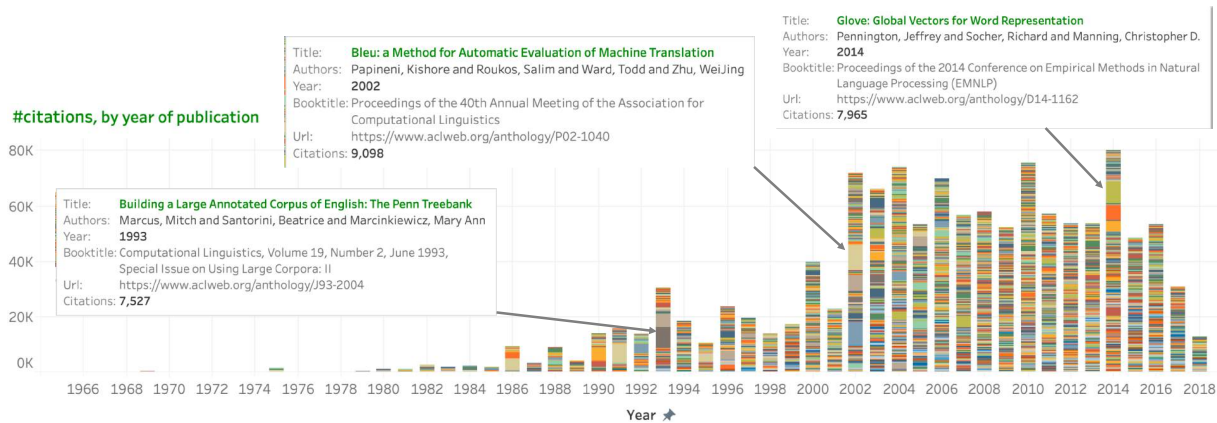 Title: Glove: Global Vectors for Word Representation
Authors: Pennington, Jeffrey and Socher, Richard and Manning, Christopher D.
Year: 2014
Booktitle: Proceedings of the 2014 Conference on Empirical Methods in Natural
Language Processing (EMNLP)
Url: https://www.aclweb.org/anthology/D14-1162
Citations: 7,965
Title: Bleu: a Method for Automatic Evaluation of Machine Translation
Authors: Papineni, Kishore and Roukos, Salim and Ward, Todd and Zhu, WeiJing
Year: 2002
Booktitle: Proceedings of the 40th Annual Meeting of the Association for
Computational Linguistics
Url: https://www.aclweb.org/anthology/P02-1040
Citations: 9,098
#citations, by year of publication
80K
60K
40K
20K
0K
Title: Building a Large Annotated Corpus of English: The Penn Treebank
Authors: Marcus, Mitch and Santorini, Beatrice and Marcinkiewicz, Mary Ann
Year: 1993
Booktitle: Computational Linguistics, Volume 19, Number 2, June 1993,
Special Issue on Using Large Corpora: II
Url: https://www.aclweb.org/anthology/J93-2004
Citations: 7,527
1966 1968 1970 1972 1974 1976 1978 1980 1982 1984 1986 1988 1990 1992 1994 1996 1998 2000 2002 2004 2006 2008 2010 2012 2014 2016 2018
Year